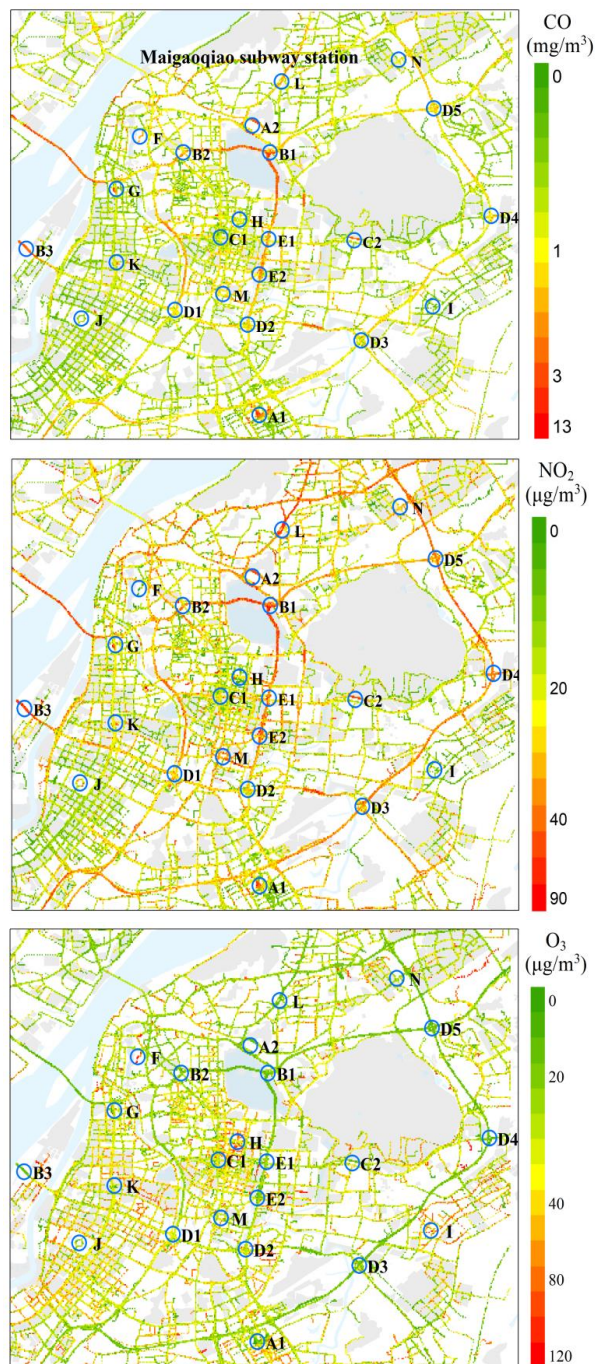 CO
(mg/m³)
Maigaoqiao subway station
N
L
0
D5
A2
F
B2
B1
G
D4
H
C1
E1
C2
B3
1
K
E2
M
I
J
D1
D2
D3
3
A1
13
NO₂
(μg/m³)
N
0
L
D5
A2
F
B2
B1
G
H
D4
C1
E1
C2
20
B3
K
E2
M
I
J
D1
D2
D3
40
A1
90
O₃
(μg/m³)
N
0
L
D5
A2
F
B2
B1
20
G
D4
H
C1
E1
C2
B3
K
E2
40
M
I
J
D1
D2
D3
80
A1
120